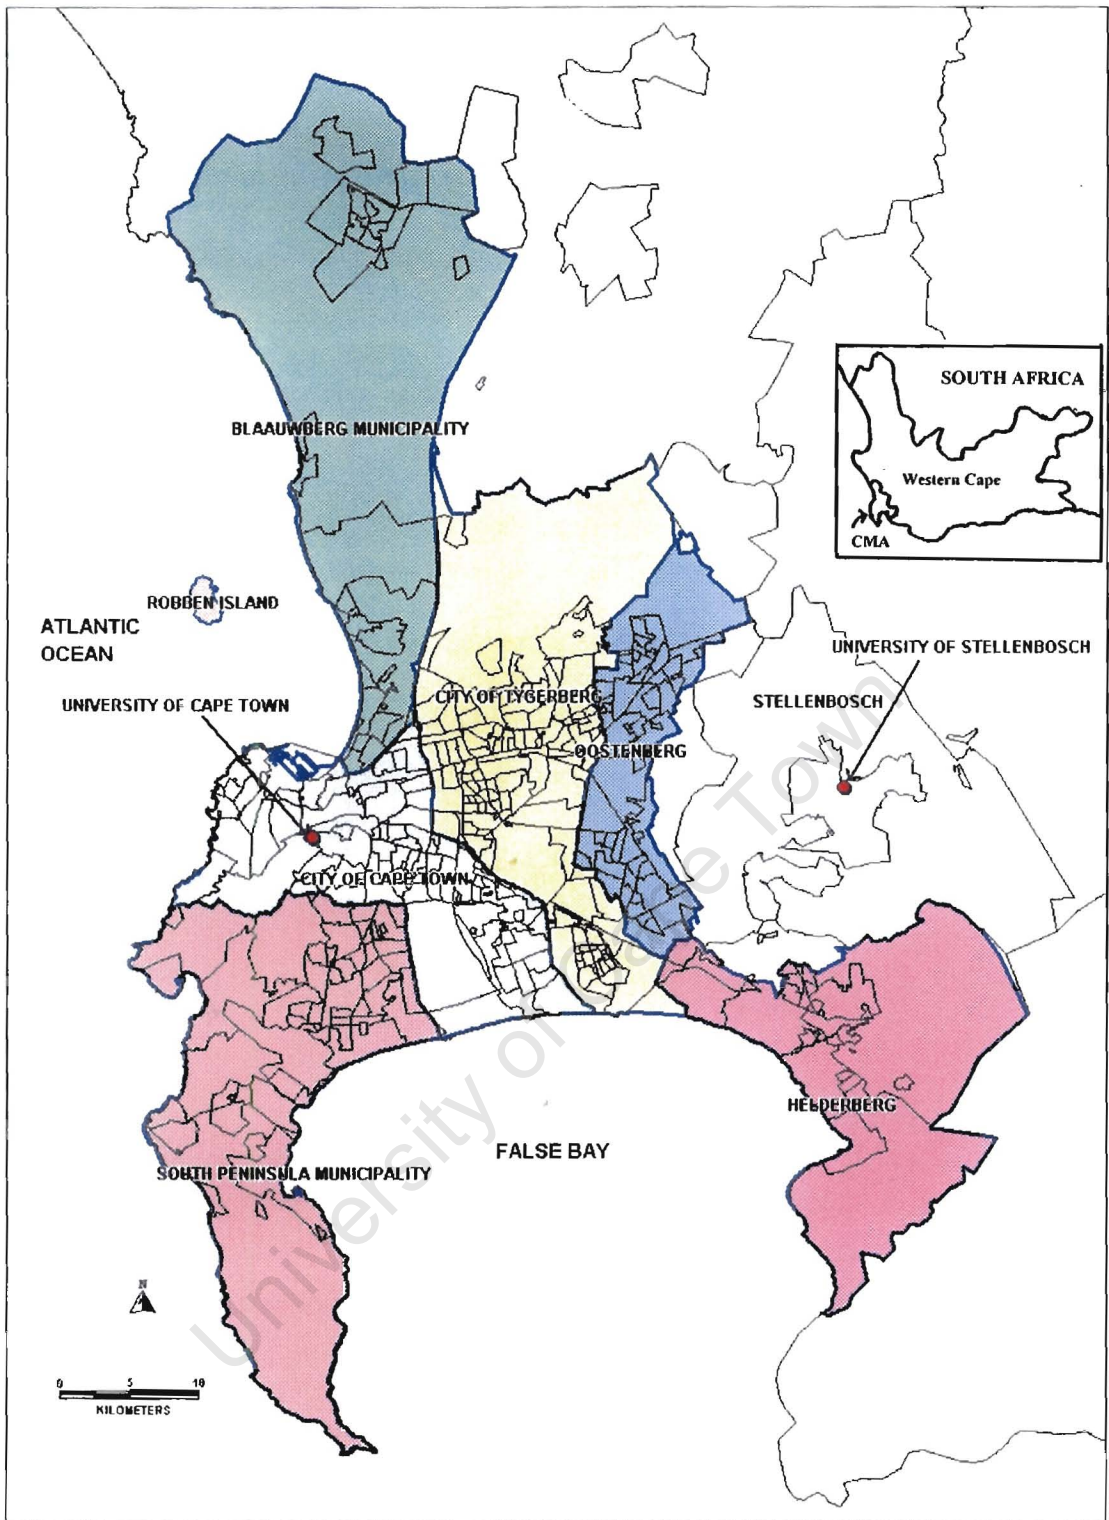 SOUTH AFRICA
BLAAUWBERG MUNICIPALITY
Western Cape
CMA
ROBBEN ISLAND
ATLANTIC
OCEAN
UNIVERSITY OF STELLENBOSCH
CITY OF TYGERBERG
STELLENBOSCH
UNIVERSITY OF CAPE TOWN
OOSTENBERG
CITY OF CAPE TOWN
HELDERBERG
FALSE BAY
SOUTH PENINSULA MUNICIPALITY
N
0 5 10
KILOMETERS
University of Cape Town